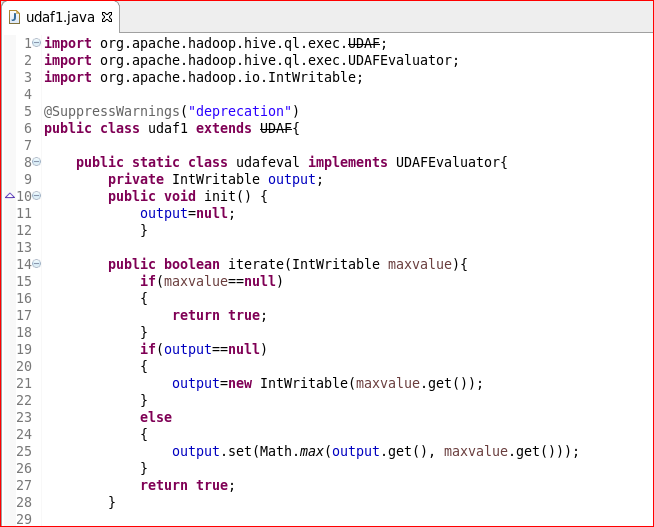 udaf1.java
1 import org.apache.hadoop.hive.ql.exec.UDAF;
2 import org.apache.hadoop.hive.ql.exec.UDAFEvaluator;
3 import org.apache.hadoop.io.IntWritable;
4
5 @SuppressWarnings("deprecation")
6 public class udaf1 extends UDAF{
7
8     public static class udafeval implements UDAFEvaluator{
9         private IntWritable output;
10         public void init() {
11             output=null;
12             }
13
14         public boolean iterate(IntWritable maxvalue){
15             if(maxvalue==null)
16             {
17                 return true;
18             }
19             if(output==null)
20             {
21                 output=new IntWritable(maxvalue.get());
22             }
23             else
24             {
25                 output.set(Math.max(output.get(), maxvalue.get()));
26             }
27             return true;
28         }
29